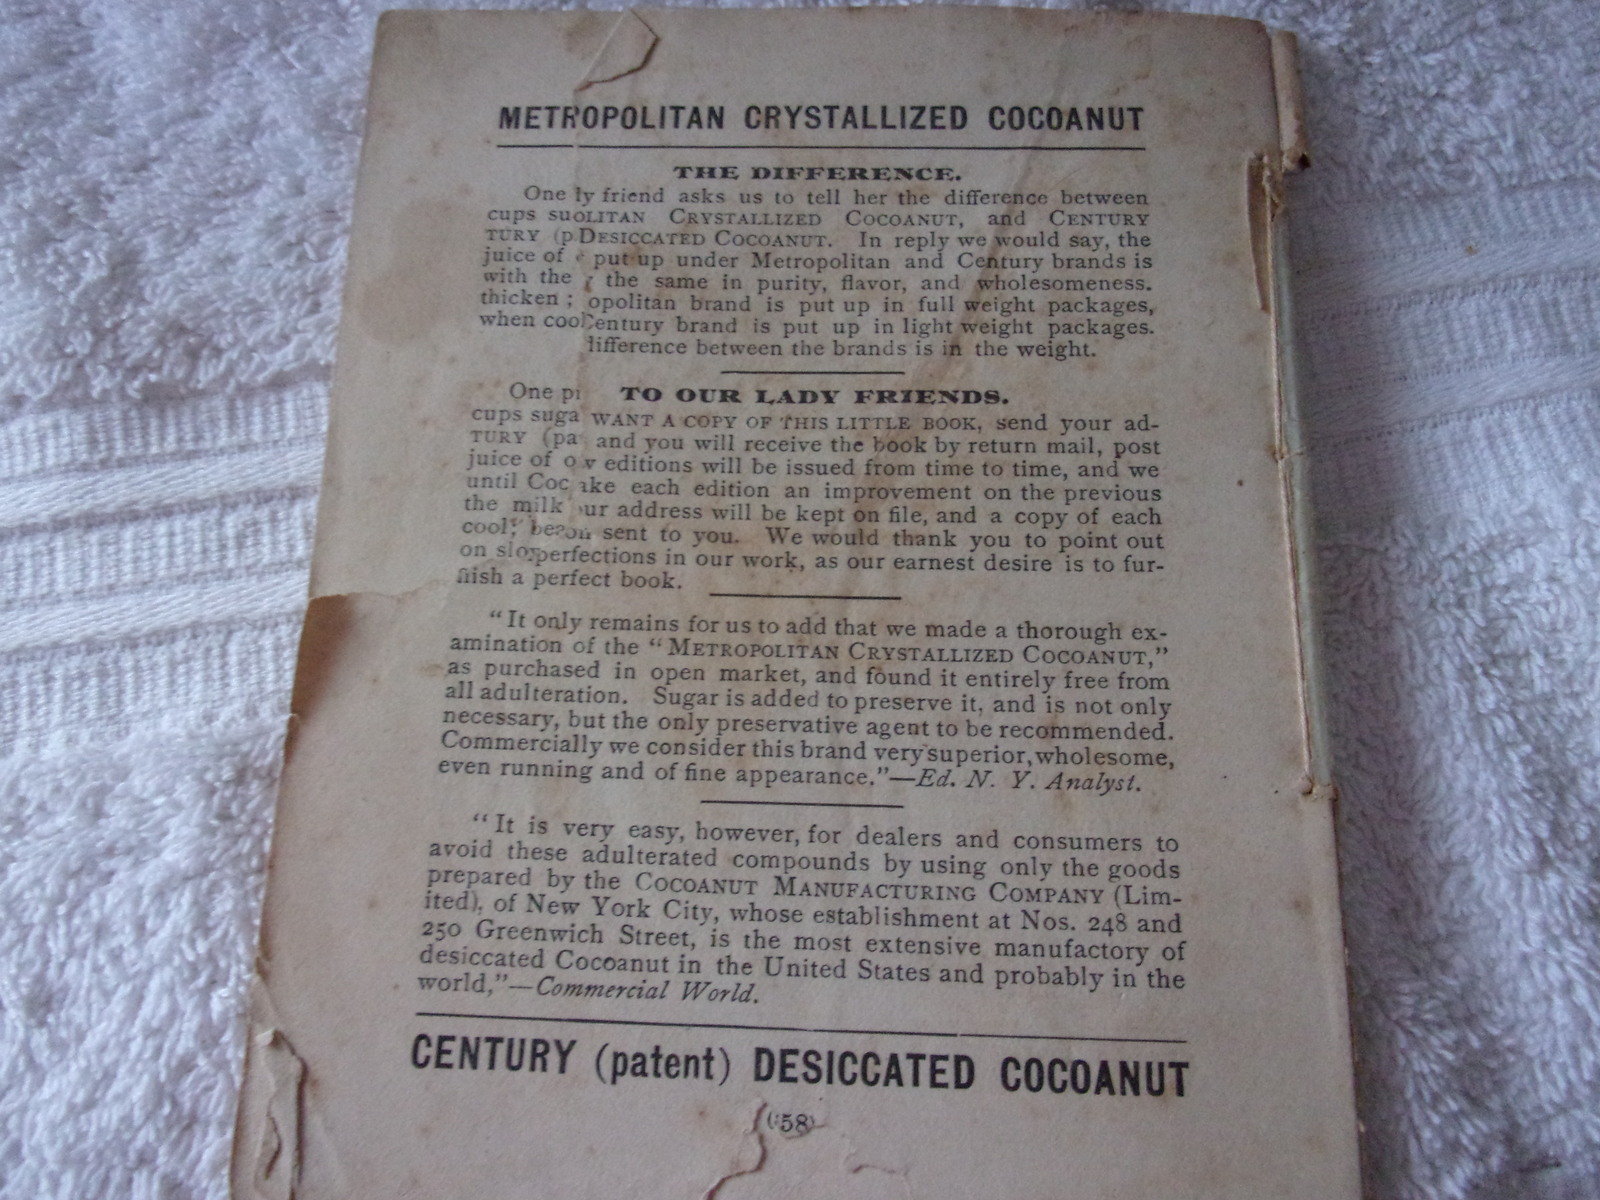 METROPOLITAN CRYSTALLIZED COCOANUT
THE DIFFERENCE.
One ly friend asks us to tell her the difference between
cups suOLITAN CRYSTALLIZED COCOANUT, and CENTURY
TURY (p DESICCATED COCOANUT. In reply we would say, the
juice of put up under Metropolitan and Century brands is
with the the same in purity, flavor, and wholesomeness.
thicken ; opolitan brand is put up in full weight packages,
when cool entury brand is put up in light weight packages.
difference between the brands is in the weight.
One pi TO OUR LADY FRIENDS.
cups suga WANT A COPY OF THIS LITTLE BOOK, send your ad-
TURY (pa and you will receive the book by return mail, post
juice of o v editions will be issued from time to time, and we
until Coc ake each edition an improvement on the previous
the milk ur address will be kept on file, and a copy of each
cool; sent to you. We would thank you to point out
on perfections in our work, as our earnest desire is to fur-
nish a perfect book.
"It only remains for us to add that we made a thorough ex-
amination of the "METROPOLITAN CRYSTALLIZED COCOANUT,"
as purchased in open market, and found it entirely free from
all adulteration. Sugar is added to preserve it, and is not only
necessary, but the only preservative agent to be recommended.
Commercially we consider this brand very superior, wholesome,
even running and of fine appearance."—Ed. N. Y. Analyst.
"It is very easy, however, for dealers and consumers to
avoid these adulterated compounds by using only the goods
prepared by the COCOANUT MANUFACTURING COMPANY (Lim-
ited), of New York City, whose establishment at Nos. 248 and
250 Greenwich Street, is the most extensive manufactory of
desiccated Cocoanut in the United States and probably in the
world,"—Commercial World.
CENTURY (patent) DESICCATED COCOANUT
58